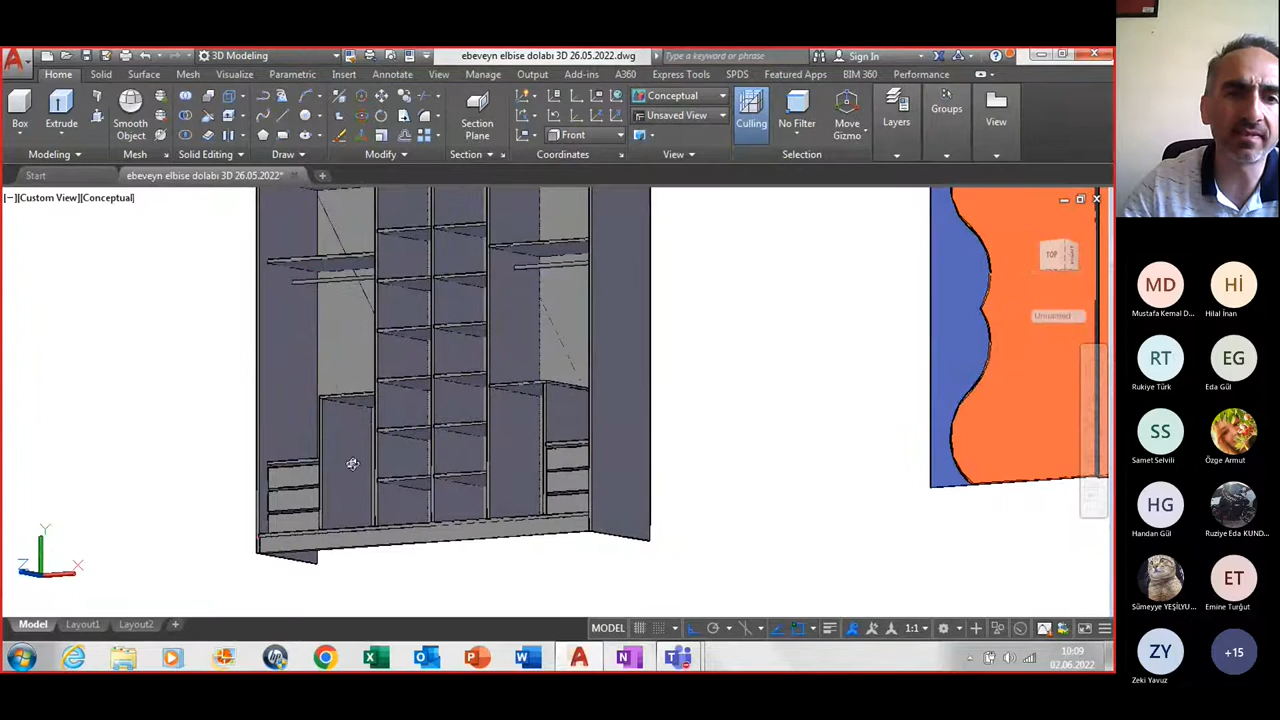 3D Modeling
ebeveyn elbise dolabı 3D 26.05.2022.dwg
Type a keyword or phrase
Sign In
Home Solid Surface Mesh Visualize Parametric Insert Annotate View Manage Output Add-ins A360 Express Tools SPDS Featured Apps BIM 360 Performance
Box
Extrude
Smooth Object
Section Plane
Front
Conceptual
Unsaved View
Culling
No Filter
Move Gizmo
Layers
Groups
View
Modeling
Mesh
Solid Editing
Draw
Modify
Section
Coordinates
View
Selection
Start
ebeveyn elbise dolabı 3D 26.05.2022*
[−][Custom View][Conceptual]
TOP
Unnamed
Y
Z
X
Model Layout1 Layout2
MODEL
1:1
10:09
02.06.2022
MD
Mustafa Kemal D...
Hİ
Hilal İnan
RT
Rukiye Türk
EG
Eda Gül
SS
Samet Selvili
Özge Armut
HG
Handan Gül
Ruziye Eda KUND...
Sümeyye YEŞİLYU...
ET
Emine Turğut
ZY
Zeki Yavuz
+15